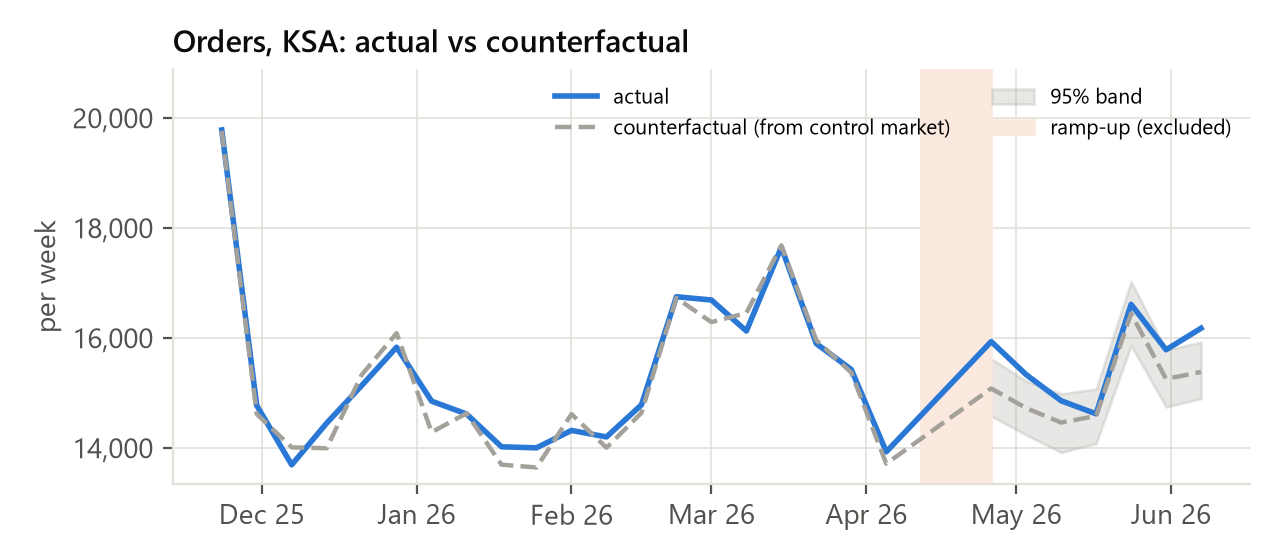 Orders, KSA: actual vs counterfactual
actual
counterfactual (from control market)
95% band
ramp-up (excluded)
per week
20,000
18,000
16,000
14,000
Dec 25
Jan 26
Feb 26
Mar 26
Apr 26
May 26
Jun 26